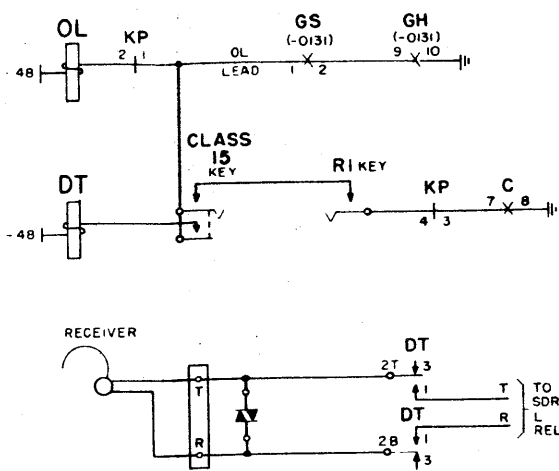 OL
KP
2 1
-48
OL
LEAD
GS
(-0131)
1 2
GH
(-0131)
9 10
CLASS
15
KEY
R1 KEY
DT
-48
KP
4 3
C
7 8
RECEIVER
T
R
2T
DT
3
1
T
R
TO
SDR
L
REL
DT
1
3
2B